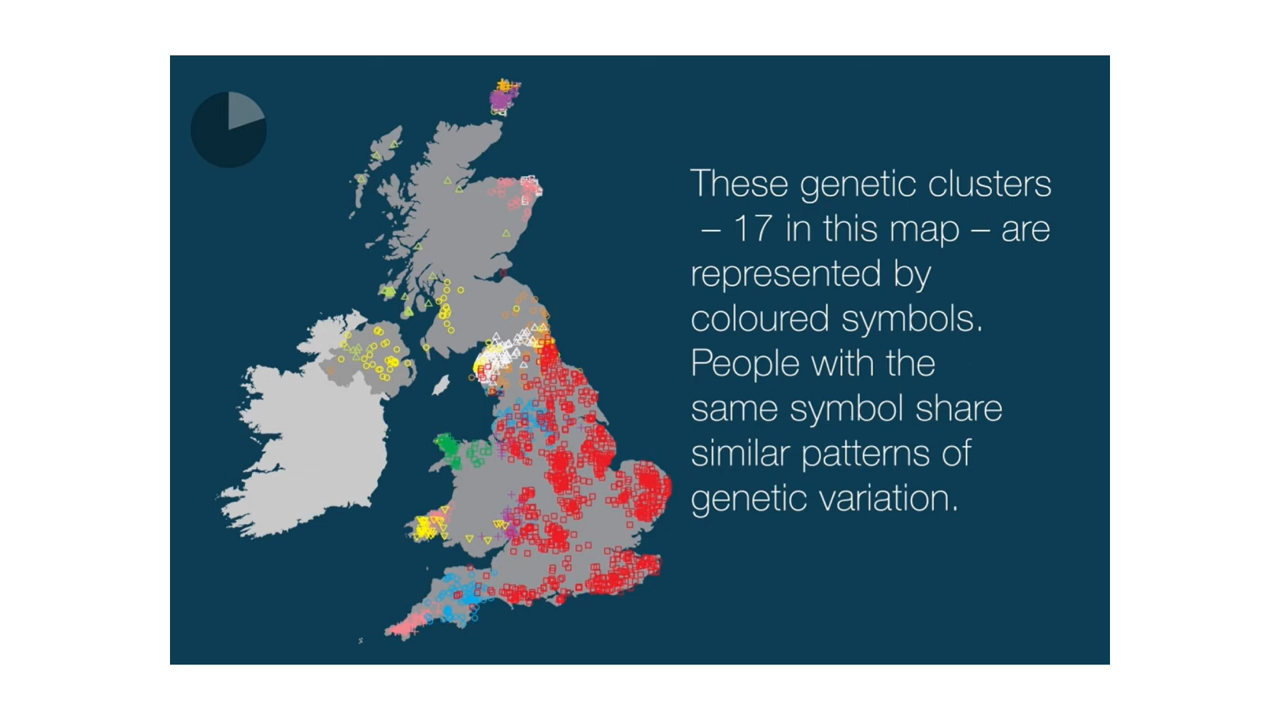 These genetic clusters
– 17 in this map – are
represented by
coloured symbols.
People with the
same symbol share
similar patterns of
genetic variation.